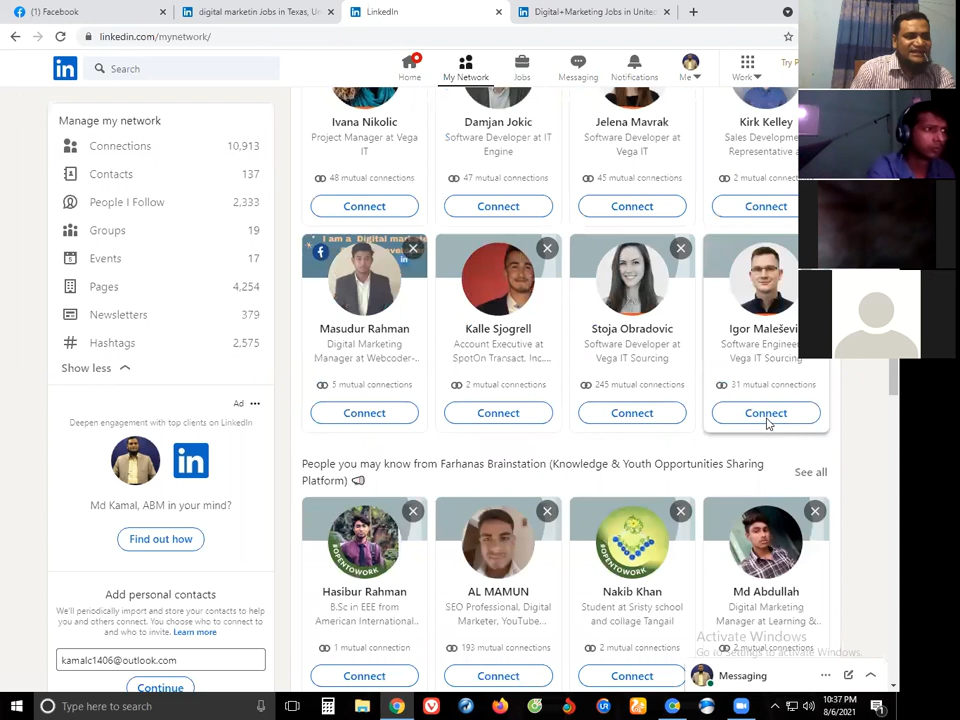 (1) Facebook
digital marketin Jobs in Texas, Un
LinkedIn
Digital+Marketing Jobs in Unite
linkedin.com/mynetwork/
Search
Home
My Network
Jobs
Messaging
Notifications
Me
Work
Try P
Manage my network
Connections 10,913
Contacts 137
People I Follow 2,333
Groups 19
Events 17
Pages 4,254
Newsletters 379
Hashtags 2,575
Show less
Ad
Deepen engagement with top clients on LinkedIn
Md Kamal, ABM in your mind?
Find out how
Add personal contacts
We'll periodically import and store your contacts to help
you and others connect. You choose who to connect to
and who to invite. Learn more
kamalc1406@outlook.com
Continue
Ivana Nikolic
Project Manager at Vega
IT
48 mutual connections
Connect
Damjan Jokic
Software Developer at IT
Engine
47 mutual connections
Connect
Jelena Mavrak
Software Developer at
Vega IT
45 mutual connections
Connect
Kirk Kelley
Sales Developme
Representative a
2 mutual connections
Connect
I am a Digital mark
Masudur Rahman
Digital Marketing
Manager at Webcoder-...
5 mutual connections
Connect
Kalle Sjogrell
Account Executive at
SpotOn Transact, Inc....
2 mutual connections
Connect
Stoja Obradovic
Software Developer at
Vega IT Sourcing
245 mutual connections
Connect
Igor Maleševi
Software Enginee
Vega IT Sourcing
31 mutual connections
Connect
People you may know from Farhanas Brainstation (Knowledge & Youth Opportunities Sharing
Platform)
See all
#OPENTOWORK
Hasibur Rahman
B.Sc in EEE from
American International...
1 mutual connection
Connect
AL MAMUN
SEO Professional, Digital
Marketer, YouTube...
193 mutual connections
Connect
#OPENTOWORK
Nakib Khan
Student at Sristy school
and collage Tangail
2 mutual connections
Connect
Md Abdullah
Digital Marketing
Manager at Learning &...
2 mutual connections
Activate Windows
Go to Settings to activate Windows.
Messaging
Type here to search
10:37 PM
8/6/2021